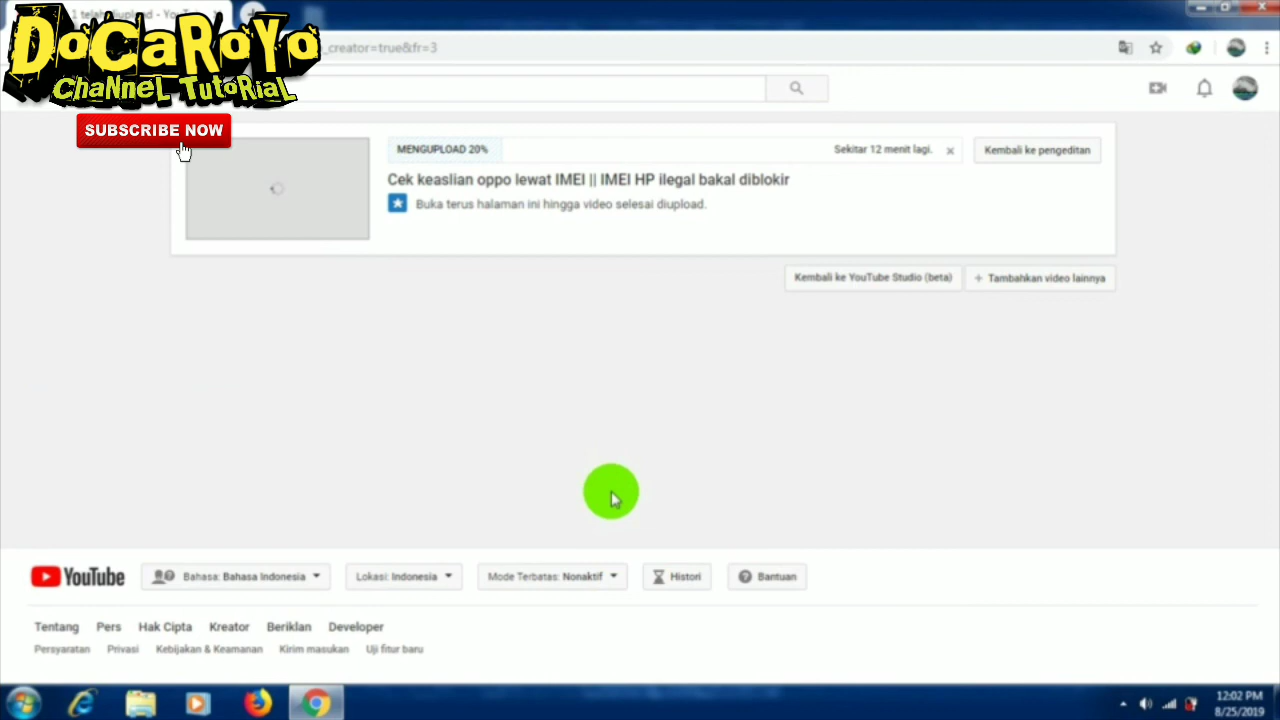 DoCaRoYo
ChaNneL TuToRiaL
SUBSCRIBE NOW
1 telah diupload - YouTube
_creator=true&fr=3
MENGUPLOAD 20%
Sekitar 12 menit lagi.
Kembali ke pengeditan
Cek keaslian oppo lewat IMEI || IMEI HP ilegal bakal diblokir
Buka terus halaman ini hingga video selesai diupload.
Kembali ke YouTube Studio (beta)
+ Tambahkan video lainnya
YouTube
Bahasa: Bahasa Indonesia
Lokasi: Indonesia
Mode Terbatas: Nonaktif
Histori
Bantuan
Tentang Pers Hak Cipta Kreator Beriklan Developer
Persyaratan Privasi Kebijakan & Keamanan Kirim masukan Uji fitur baru
12:02 PM
8/25/2019